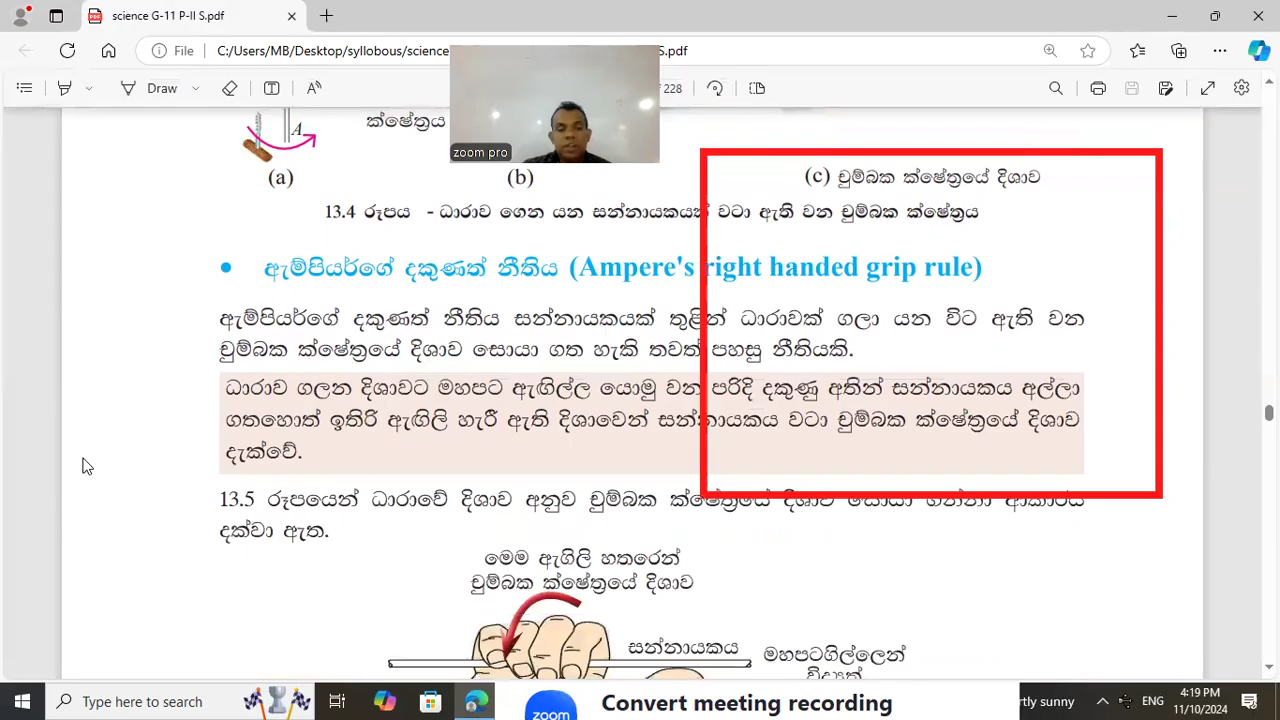 science G-11 P-II S.pdf
File
C:/Users/MB/Desktop/syllobous/science
S.pdf
Draw
of 228
zoom pro
A
ක්ෂේත්‍රය
(a)
(b)
(c) චුම්බක ක්ෂේත්‍රයේ දිශාව
13.4 රූපය - ධාරාව ගෙන යන සන්නායකයක් වටා ඇති වන චුම්බක ක්ෂේත්‍රය
• ඇම්පියර්ගේ දකුණත් නීතිය (Ampere's right handed grip rule)
ඇම්පියර්ගේ දකුණත් නීතිය සන්නායකයක් තුළින් ධාරාවක් ගලා යන විට ඇති වන
චුම්බක ක්ෂේත්‍රයේ දිශාව සොයා ගත හැකි තවත් පහසු නීතියකි.
ධාරාව ගලන දිශාවට මහපට ඇඟිල්ල යොමු වන පරිදි දකුණු අතින් සන්නායකය අල්ලා
ගතහොත් ඉතිරි ඇඟිලි හැරී ඇති දිශාවෙන් සන්නායකය වටා චුම්බක ක්ෂේත්‍රයේ දිශාව
දැක්වේ.
13.5 රූපයෙන් ධාරාවේ දිශාව අනුව චුම්බක ක්ෂේත්‍රයේ දිශාව සොයා ගන්නා ආකාරය
දක්වා ඇත.
මෙම ඇගිලි හතරෙන්
චුම්බක ක්ෂේත්‍රයේ දිශාව
සන්නායකය
මහපටගිල්ලෙන්
Type here to search
zoom
Convert meeting recording
rtly sunny
ENG
4:19 PM
11/10/2024